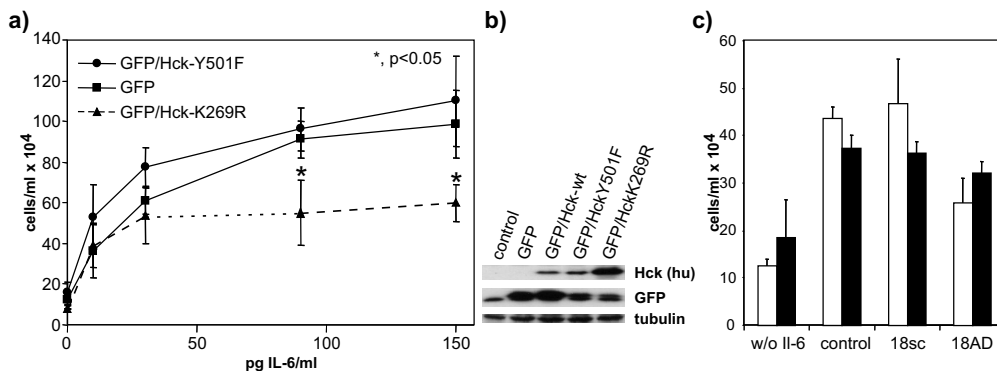 a)
140
120
100
80
60
40
20
0
cells/ml x 10⁴
GFP/Hck-Y501F
GFP
GFP/Hck-K269R
*, p<0.05
*
*
0
50
100
150
pg IL-6/ml
b)
control
GFP
GFP/Hck-wt
GFP/HckY501F
GFP/HckK269R
Hck (hu)
GFP
tubulin
c)
60
50
40
30
20
10
0
cells/ml x 10⁴
w/o Il-6
control
18sc
18AD